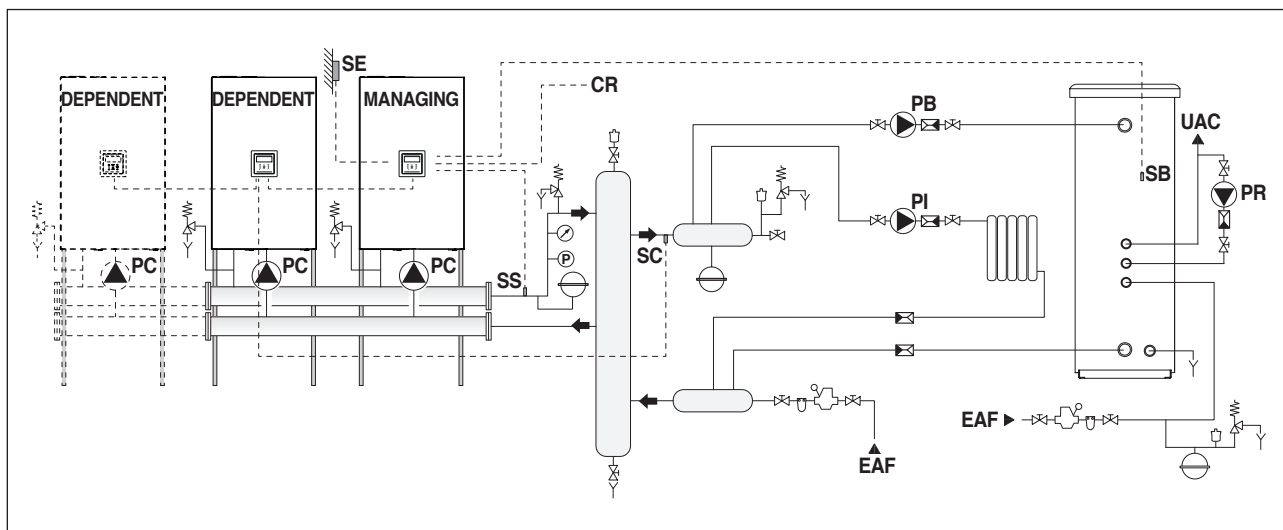 SE
DEPENDENT
DEPENDENT
MANAGING
CR
PB
UAC
SB
PR
PI
PC
PC
PC
SS
P
SC
EAF
EAF